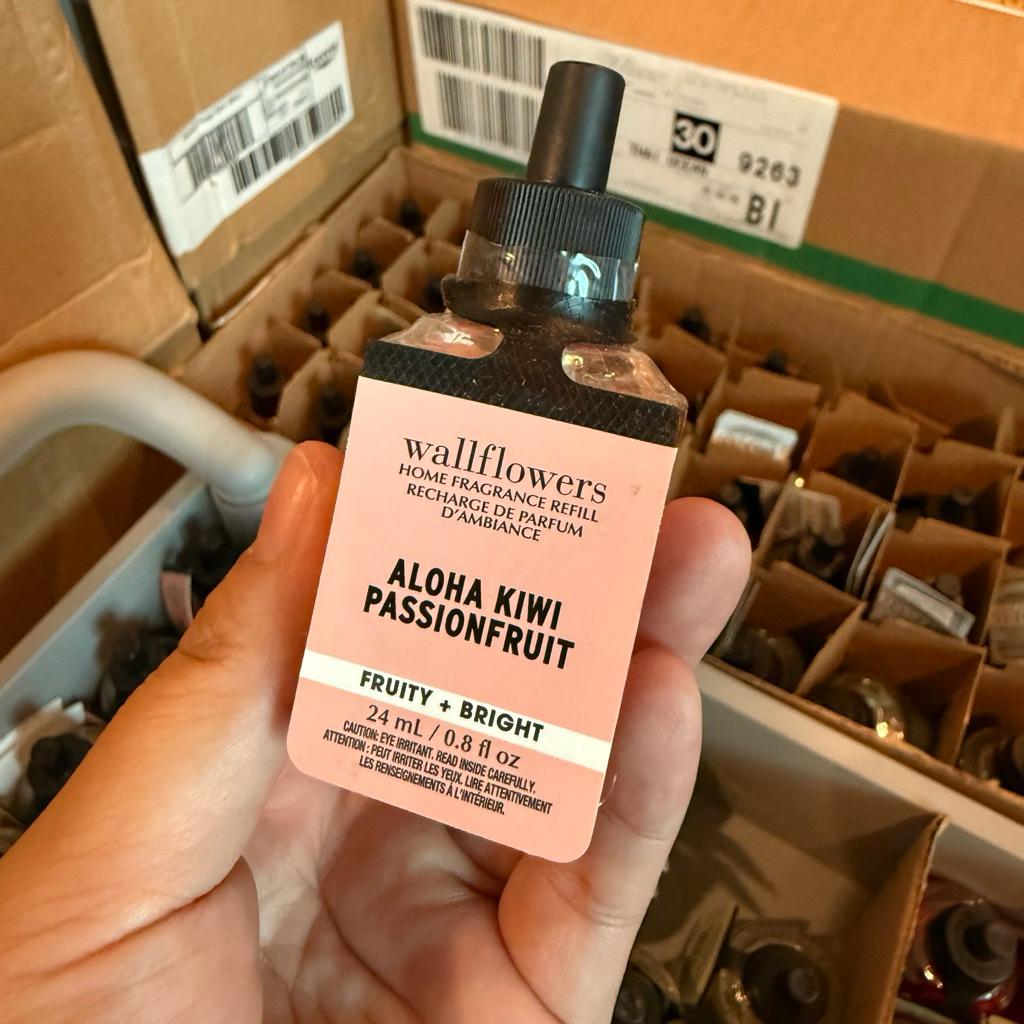 30
9263
BI
wallflowers
HOME FRAGRANCE REFILL
RECHARGE DE PARFUM
D'AMBIANCE
ALOHA KIWI
PASSIONFRUIT
FRUITY + BRIGHT
24 mL / 0.8 fl oz
CAUTION: EYE IRRITANT. READ INSIDE CAREFULLY.
ATTENTION : PEUT IRRITER LES YEUX. LIRE ATTENTIVEMENT
LES RENSEIGNEMENTS À L'INTÉRIEUR.